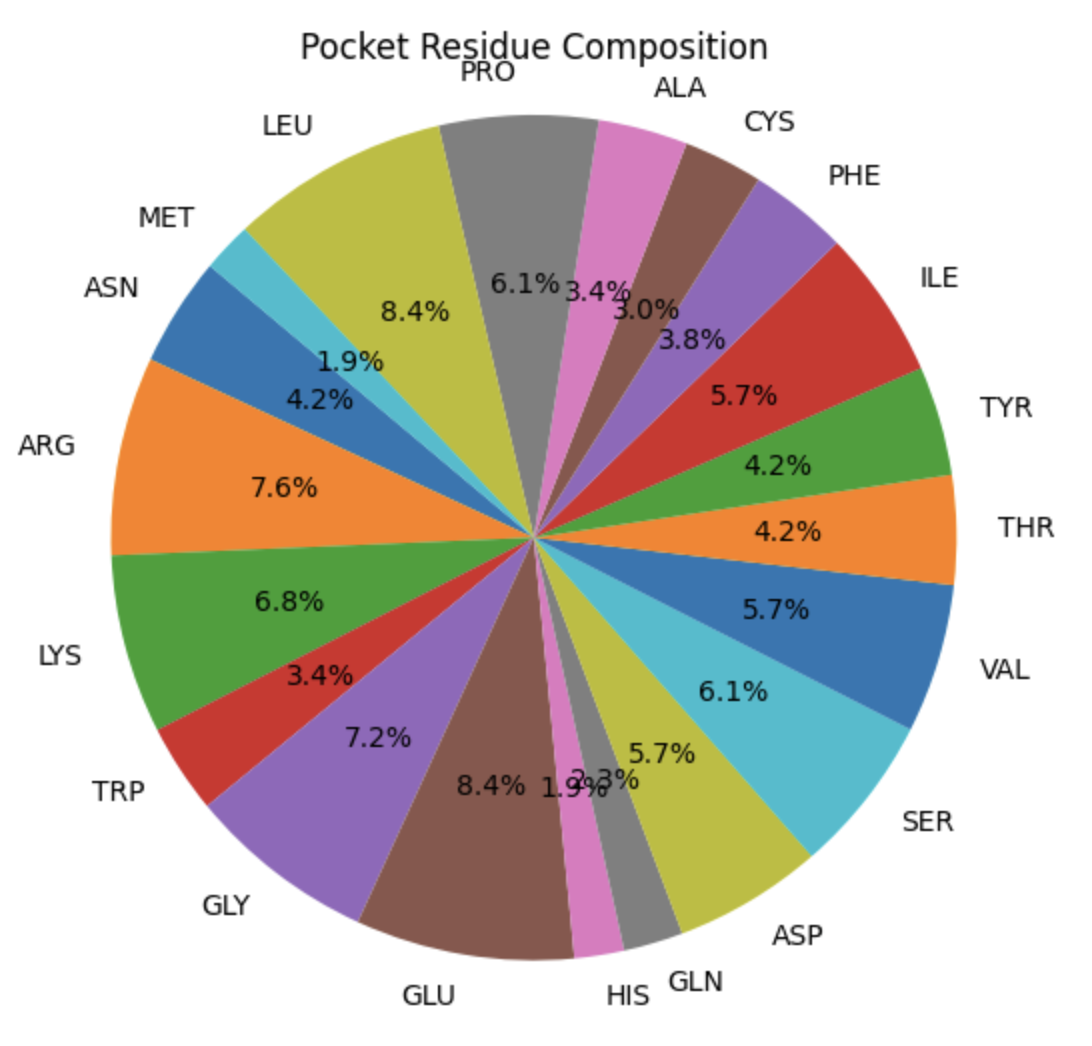 Pocket Residue Composition
PRO
ALA
CYS
LEU
PHE
MET
ILE
ASN
6.1%
3.4%
3.0%
8.4%
3.8%
1.9%
5.7%
4.2%
TYR
ARG
4.2%
7.6%
THR
4.2%
6.8%
5.7%
LYS
VAL
3.4%
6.1%
7.2%
5.7%
TRP
8.4%
1.9%
2.3%
SER
GLY
ASP
GLN
GLU
HIS